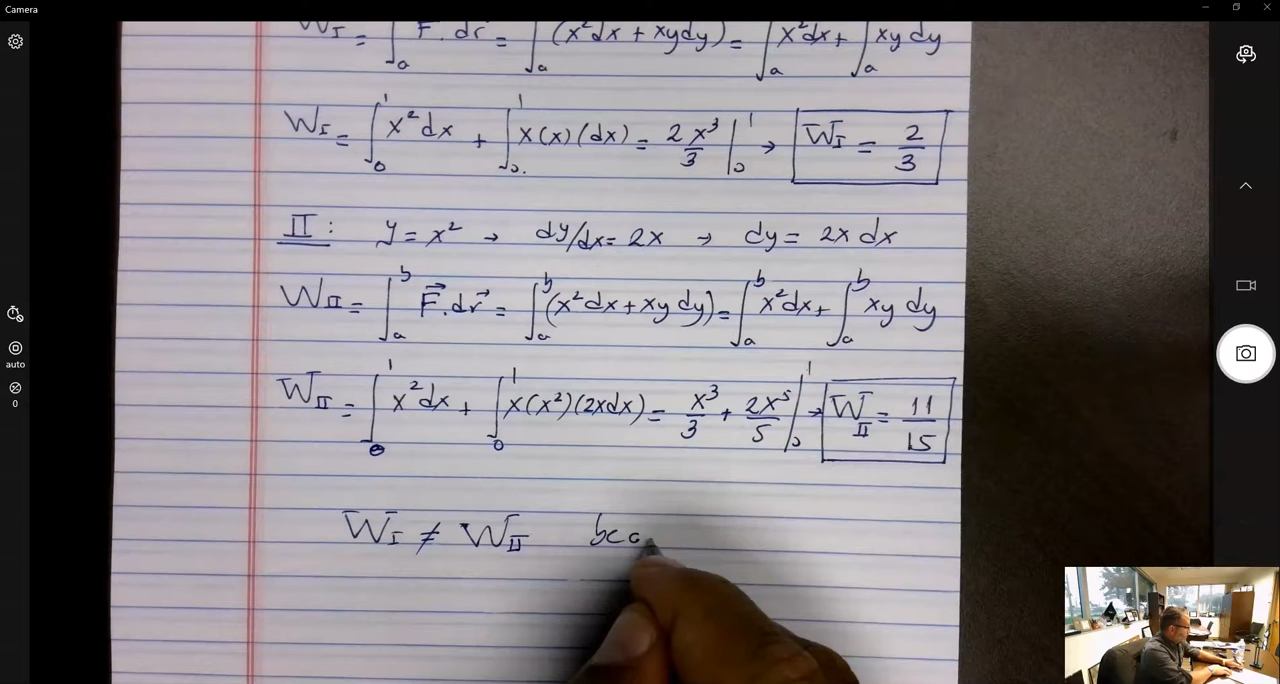 Camera
W_I = ∫_a F⃗ . dr = ∫_a (x²dx + xydy) = ∫_a x²dx + ∫_a xy dy
W_I = ∫_0^1 x²dx + ∫_0^1 x(x)(dx) = 2x³/3 |_0^1 → W_I = 2/3
II : y = x² → dy/dx = 2x → dy = 2x dx
W_II = ∫_a^b F⃗ . dr⃗ = ∫_a^b (x²dx + xy dy) = ∫_a^b x²dx + ∫_a^b xy dy
W_II = ∫_0^1 x²dx + ∫_0^1 x(x²)(2xdx) = x³/3 + 2x⁵/5 |_0^1 → W_II = 11/15
W_I ≠ W_II bca
auto
0